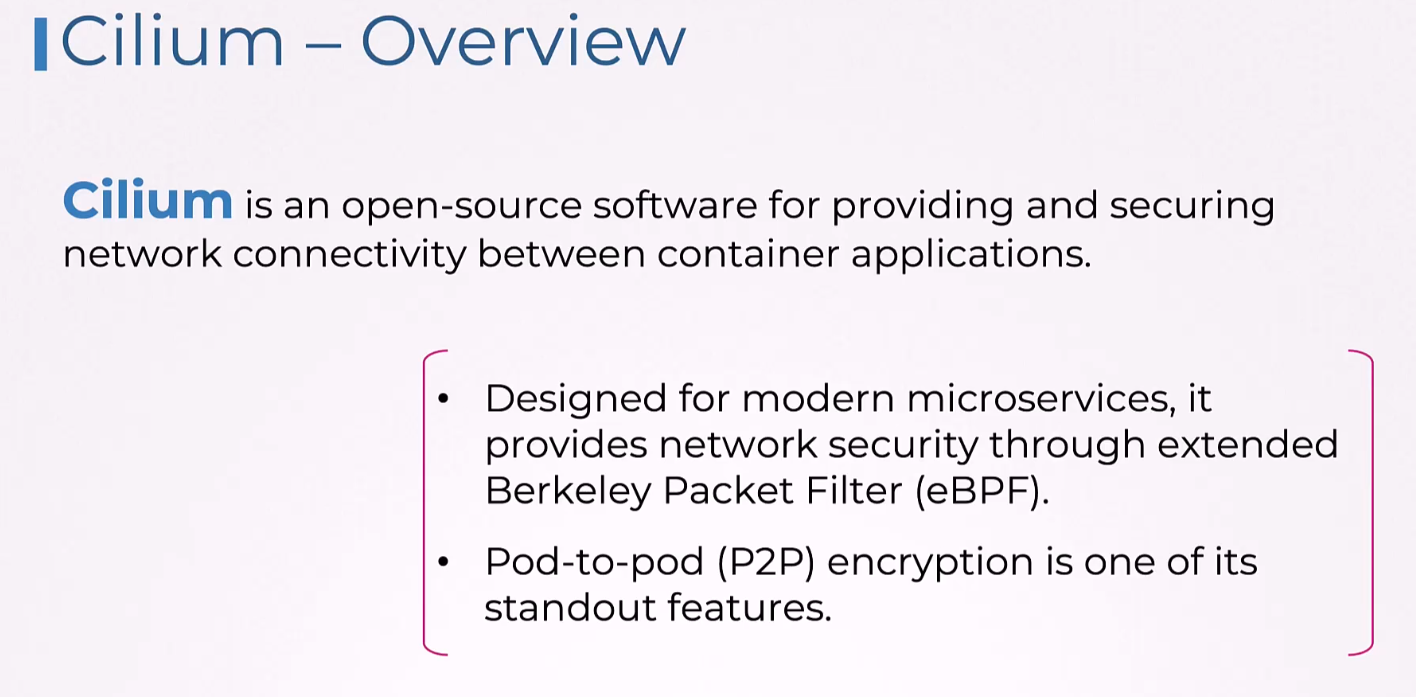 Cilium – Overview
Cilium is an open-source software for providing and securing
network connectivity between container applications.
• Designed for modern microservices, it
provides network security through extended
Berkeley Packet Filter (eBPF).
• Pod-to-pod (P2P) encryption is one of its
standout features.